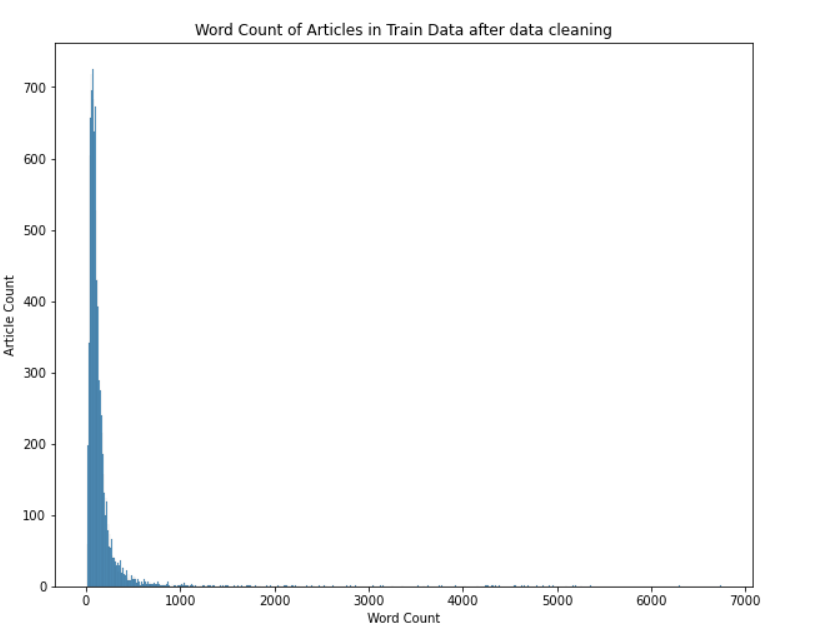 Word Count of Articles in Train Data after data cleaning
700
600
500
400
300
200
100
0
Article Count
0 1000 2000 3000 4000 5000 6000 7000
Word Count